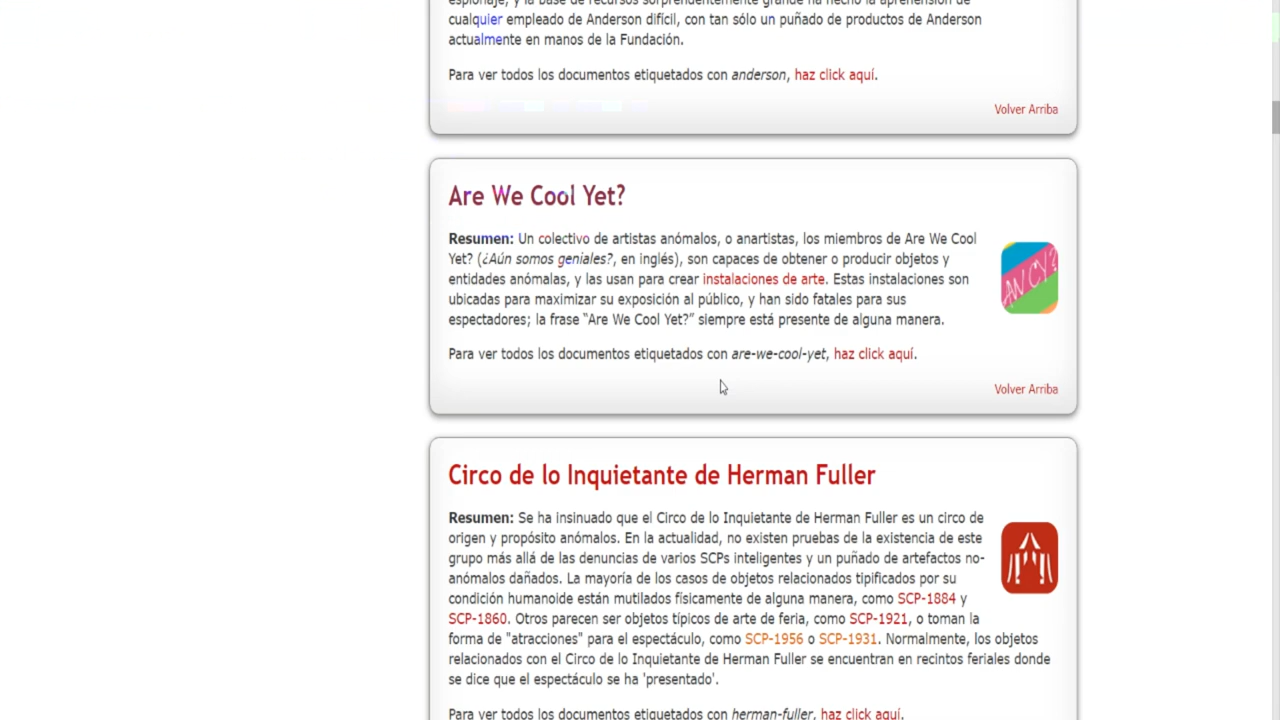 espionaje, y la base de recursos sorprendentemente grande ha hecho la aprehensión de
cualquier empleado de Anderson difícil, con tan sólo un puñado de productos de Anderson
actualmente en manos de la Fundación.
Para ver todos los documentos etiquetados con anderson, haz click aquí.
Volver Arriba
Are We Cool Yet?
Resumen: Un colectivo de artistas anómalos, o anartistas, los miembros de Are We Cool
Yet? (¿Aún somos geniales?, en inglés), son capaces de obtener o producir objetos y
entidades anómalas, y las usan para crear instalaciones de arte. Estas instalaciones son
ubicadas para maximizar su exposición al público, y han sido fatales para sus
espectadores; la frase “Are We Cool Yet?” siempre está presente de alguna manera.
Para ver todos los documentos etiquetados con are-we-cool-yet, haz click aquí.
Volver Arriba
Circo de lo Inquietante de Herman Fuller
Resumen: Se ha insinuado que el Circo de lo Inquietante de Herman Fuller es un circo de
origen y propósito anómalos. En la actualidad, no existen pruebas de la existencia de este
grupo más allá de las denuncias de varios SCPs inteligentes y un puñado de artefactos no-
anómalos dañados. La mayoría de los casos de objetos relacionados tipificados por su
condición humanoide están mutilados físicamente de alguna manera, como SCP-1884 y
SCP-1860. Otros parecen ser objetos típicos de arte de feria, como SCP-1921, o toman la
forma de "atracciones" para el espectáculo, como SCP-1956 o SCP-1931. Normalmente, los objetos
relacionados con el Circo de lo Inquietante de Herman Fuller se encuentran en recintos feriales donde
se dice que el espectáculo se ha 'presentado'.
Para ver todos los documentos etiquetados con herman-fuller, haz click aquí.